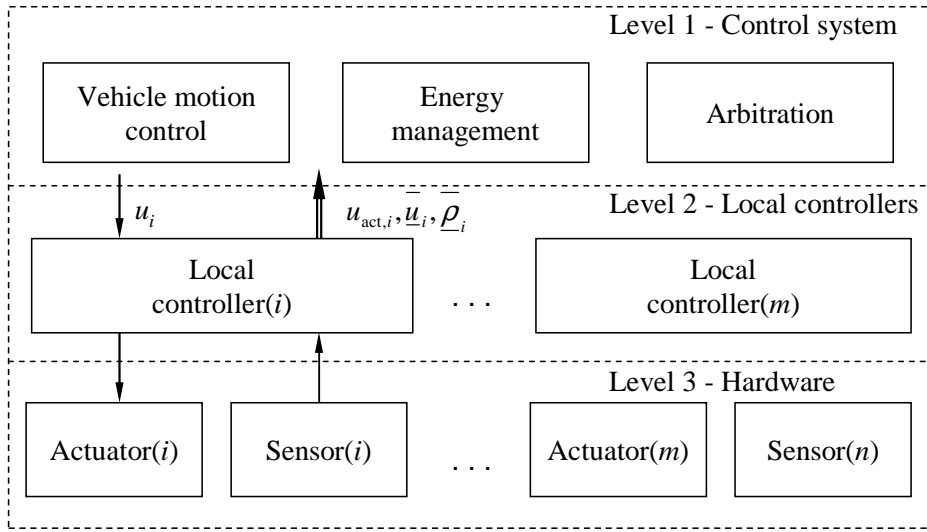 Level 1 - Control system
Vehicle motion
control
Energy
management
Arbitration
Level 2 - Local controllers
u_i
u_act,i, u̲̅_i, ρ̲̅_i
Local
controller(i)
. . .
Local
controller(m)
Level 3 - Hardware
Actuator(i)
Sensor(i)
. . .
Actuator(m)
Sensor(n)